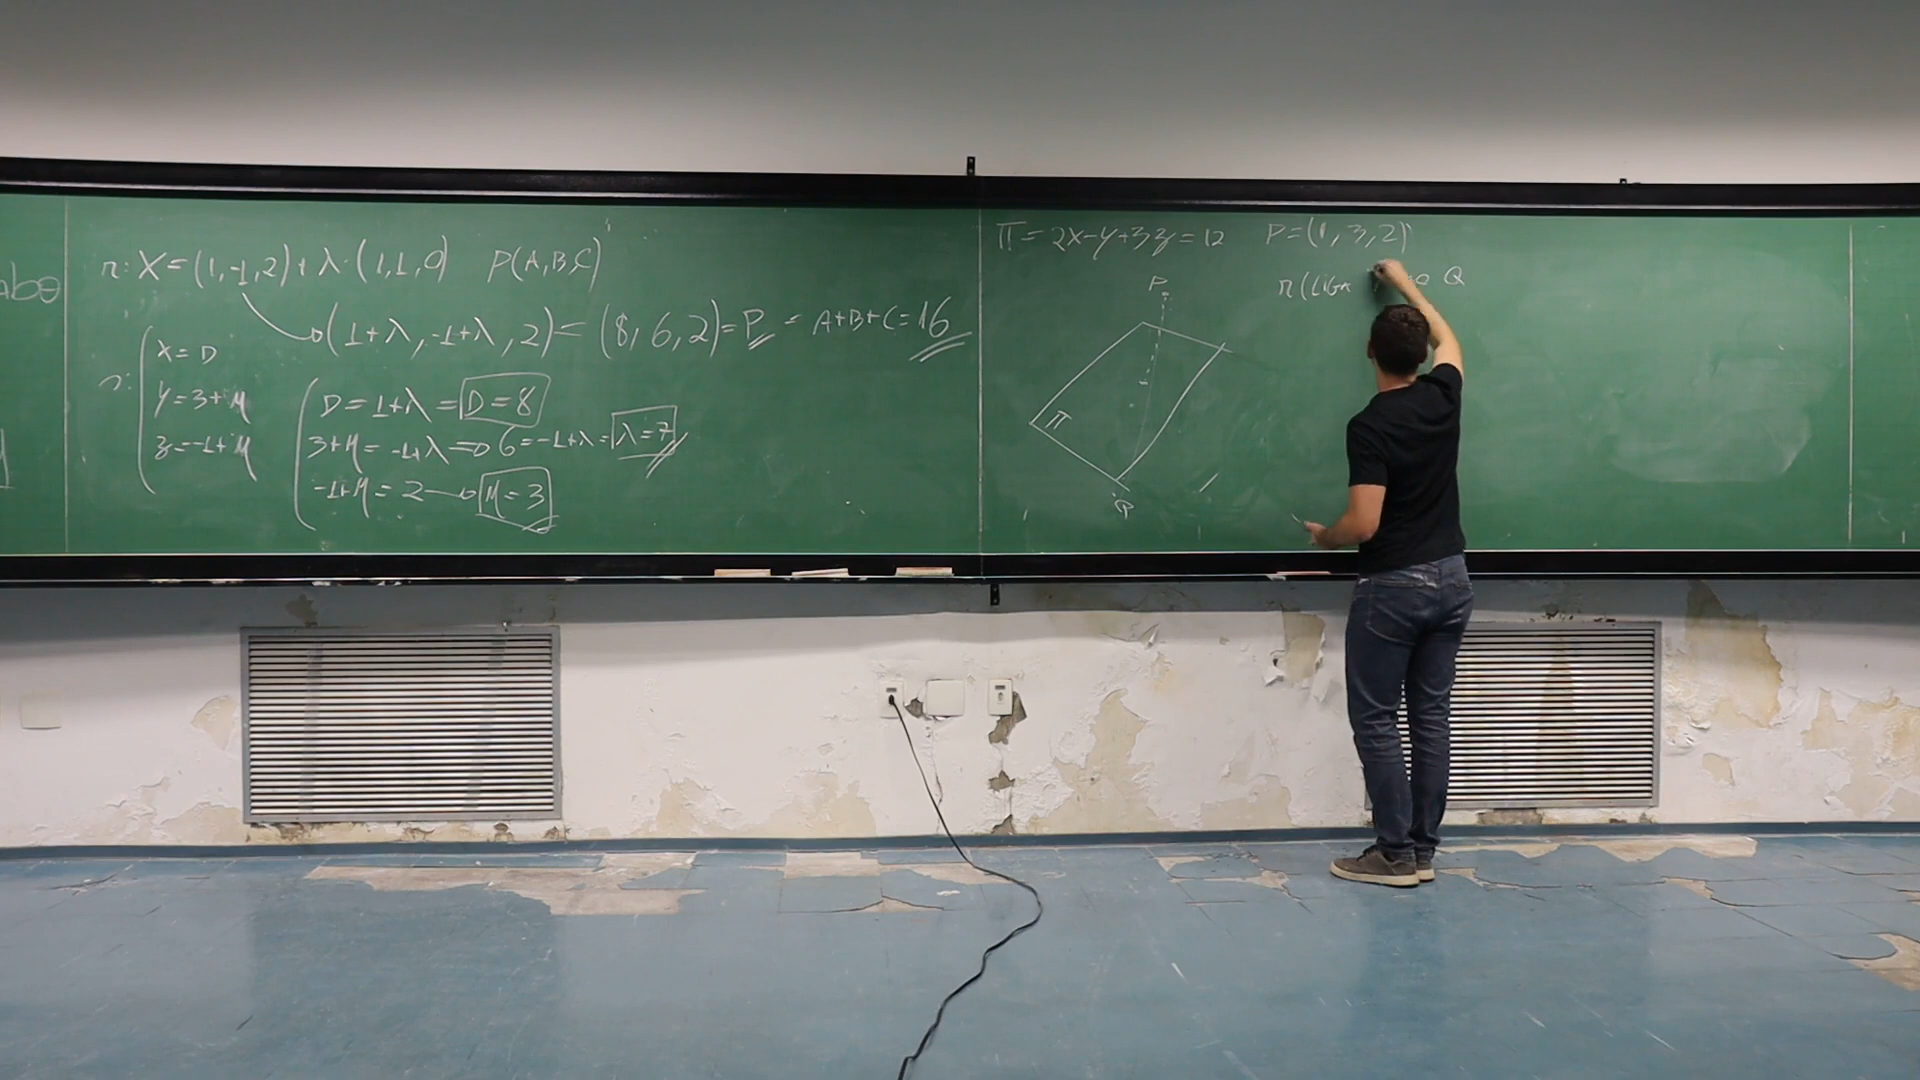 r: X = (1, -1, 2) + λ·(1, 1, 0) P(A, B, C)
(1+λ, -1+λ, 2) = (8, 6, 2) = P = A+B+C = 16
s:
x = D
y = 3+M
z = -1+M
D = 1+λ = D = 8
3+M = -1+λ => 6 = -1+λ = λ = 7
-1+M = 2 → M = 3
π = 2x-y+3z = 12 P = (1, 3, 2)
r (LIGA Q
P
π
Q